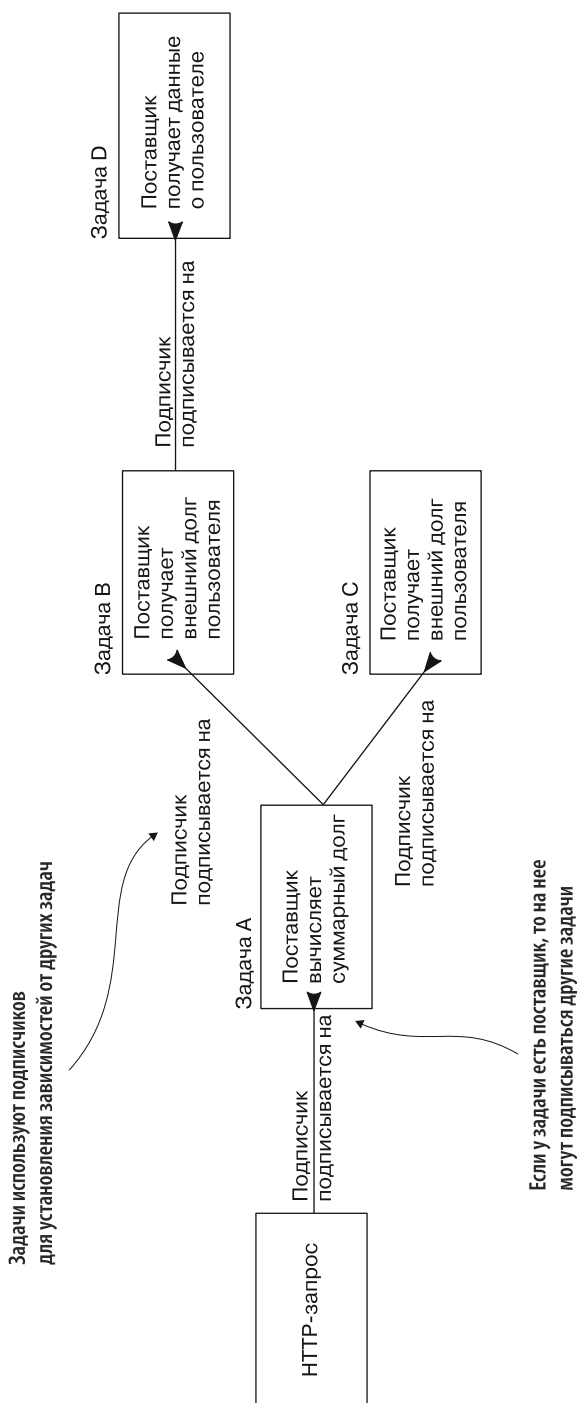 Задачи используют подписчиков
для установления зависимостей от других задач
HTTP-запрос
Подписчик
подписывается на
Задача A
Поставщик
вычисляет
суммарный долг
Если у задачи есть поставщик, то на нее
могут подписываться другие задачи
Подписчик
подписывается на
Задача B
Поставщик
получает
внешний долг
пользователя
Подписчик
подписывается на
Задача C
Поставщик
получает
внешний долг
пользователя
Подписчик
подписывается на
Задача D
Поставщик
получает данные
о пользователе